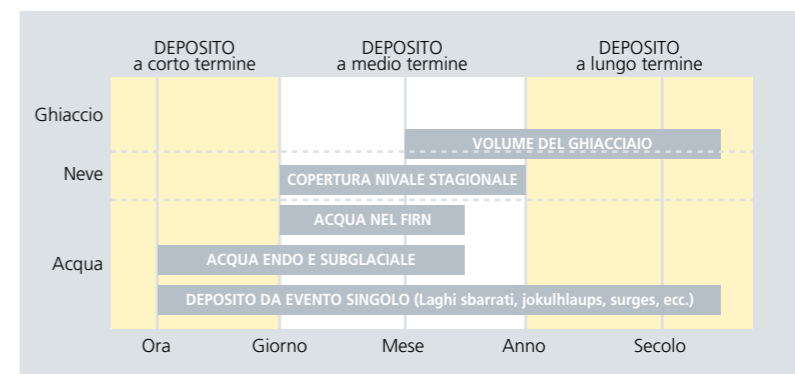 DEPOSITO
a corto termine
DEPOSITO
a medio termine
DEPOSITO
a lungo termine
Ghiaccio
VOLUME DEL GHIACCIAIO
Neve
COPERTURA NIVALE STAGIONALE
ACQUA NEL FIRN
Acqua
ACQUA ENDO E SUBGLACIALE
DEPOSITO DA EVENTO SINGOLO (Laghi sbarrati, jokulhlaups, surges, ecc.)
Ora Giorno Mese Anno Secolo